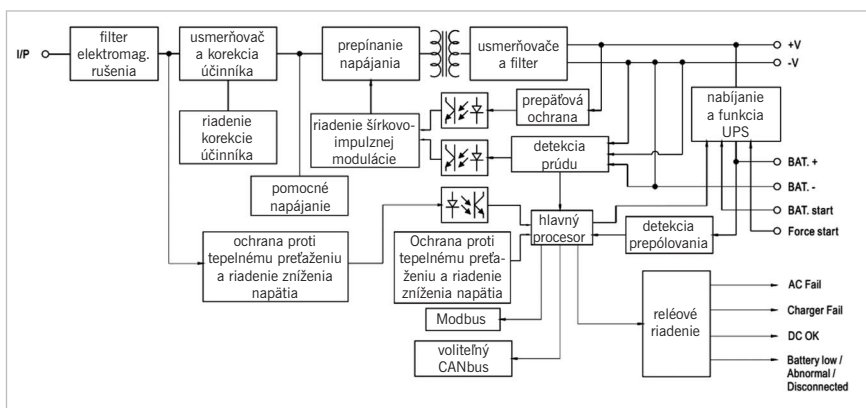 I/P
filter
elektromag.
rušenia
usmerňovač
a korekcia
účinníka
prepínanie
napájania
usmerňovače
a filter
+V
-V
riadenie
korekcie
účinníka
riadenie šírkovo-
impulznej
modulácie
prepäťová
ochrana
nabíjanie
a funkcia
UPS
detekcia
prúdu
BAT. +
pomocné
napájanie
BAT. -
hlavný
procesor
detekcia
prepólovania
BAT. start
Force start
ochrana proti
tepelnému preťaženiu
a riadenie zníženia
napätia
Ochrana proti
tepelnému preťa-
ženiu a riadenie
zníženia napätia
Modbus
voliteľný
CANbus
reléové
riadenie
AC Fail
Charger Fail
DC OK
Battery low /
Abnormal /
Disconnected